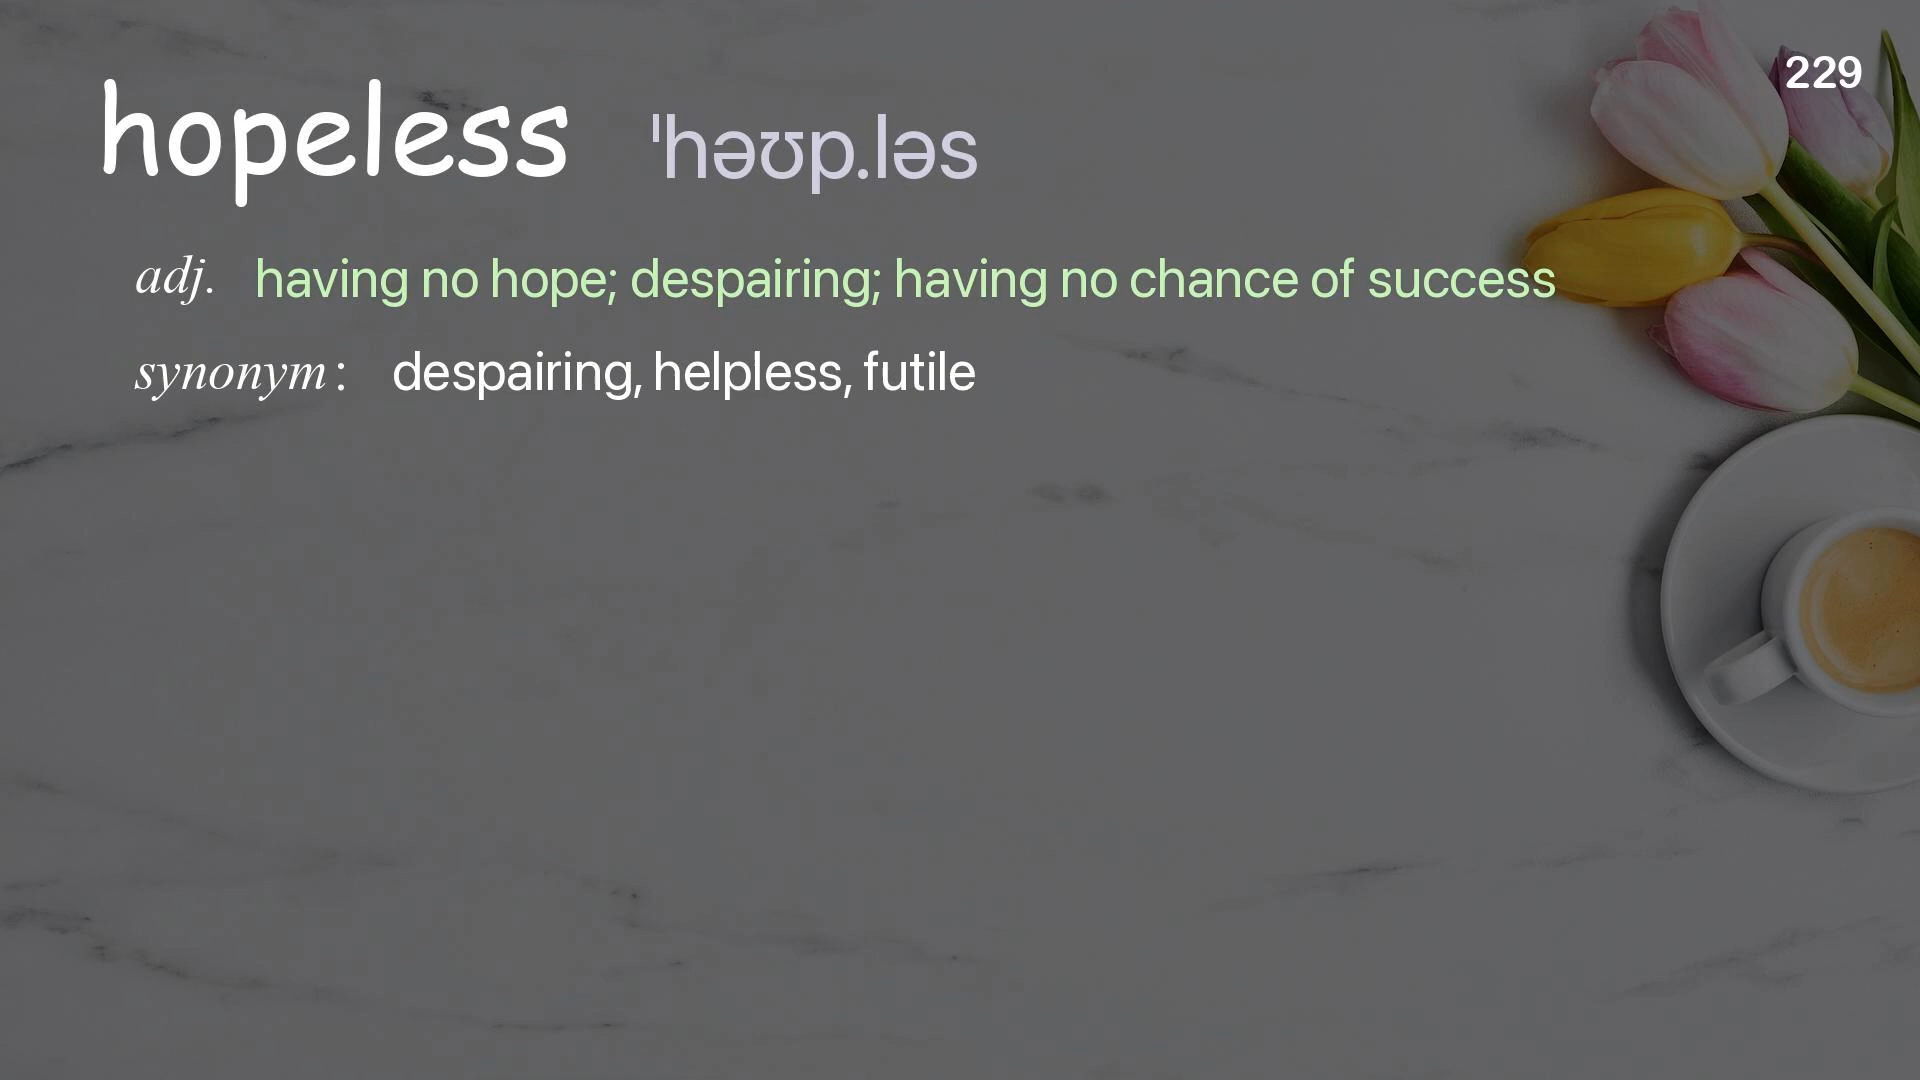 229
hopeless ˈhəʊp.ləs
adj. having no hope; despairing; having no chance of success
synonym: despairing, helpless, futile